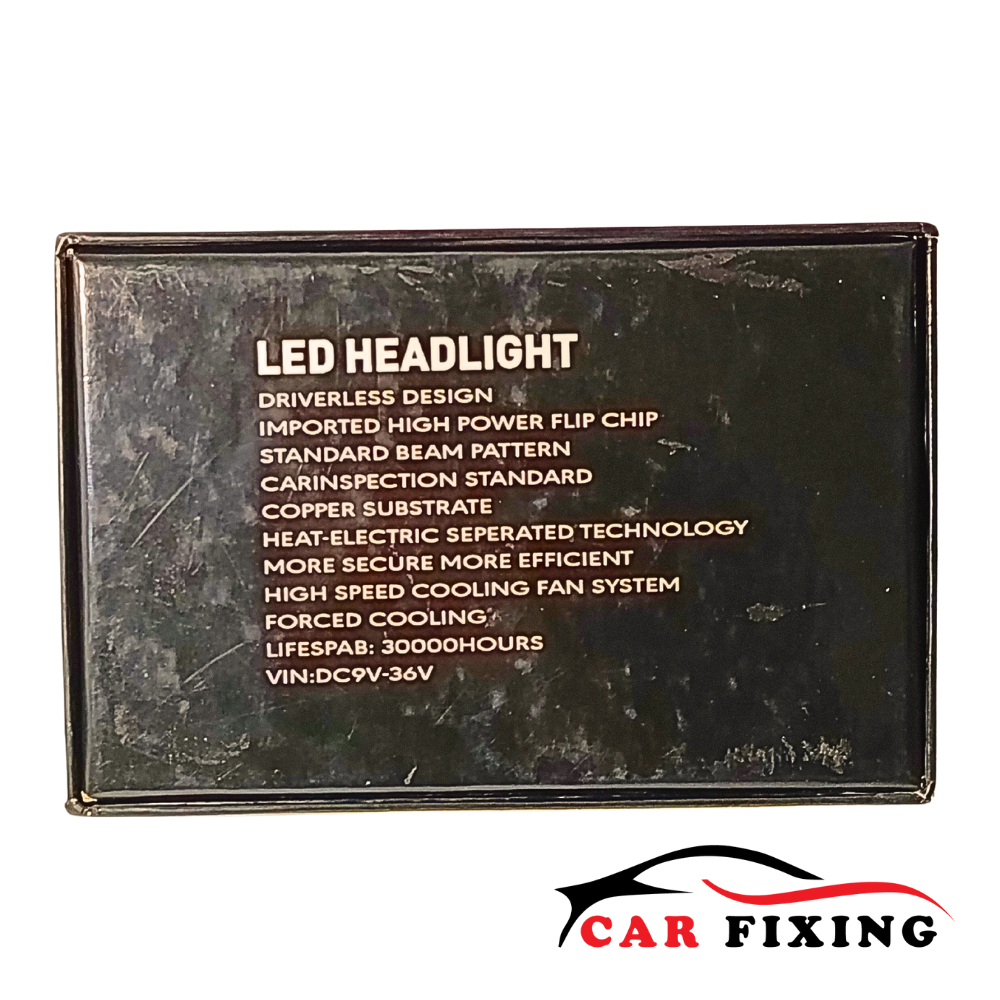 LED HEADLIGHT
DRIVERLESS DESIGN
IMPORTED HIGH POWER FLIP CHIP
STANDARD BEAM PATTERN
CARINSPECTION STANDARD
COPPER SUBSTRATE
HEAT-ELECTRIC SEPERATED TECHNOLOGY
MORE SECURE MORE EFFICIENT
HIGH SPEED COOLING FAN SYSTEM
FORCED COOLING
LIFESPAB: 30000HOURS
VIN:DC9V-36V
CAR FIXING